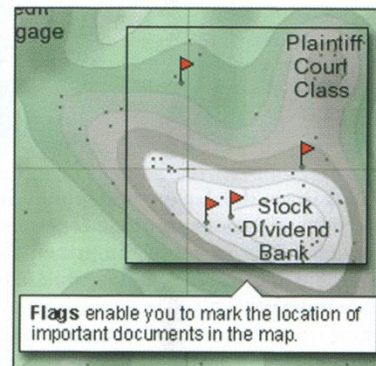 gage
Plaintiff
Court
Class
Stock
Dividend
Bank
Flags enable you to mark the location of
important documents in the map.